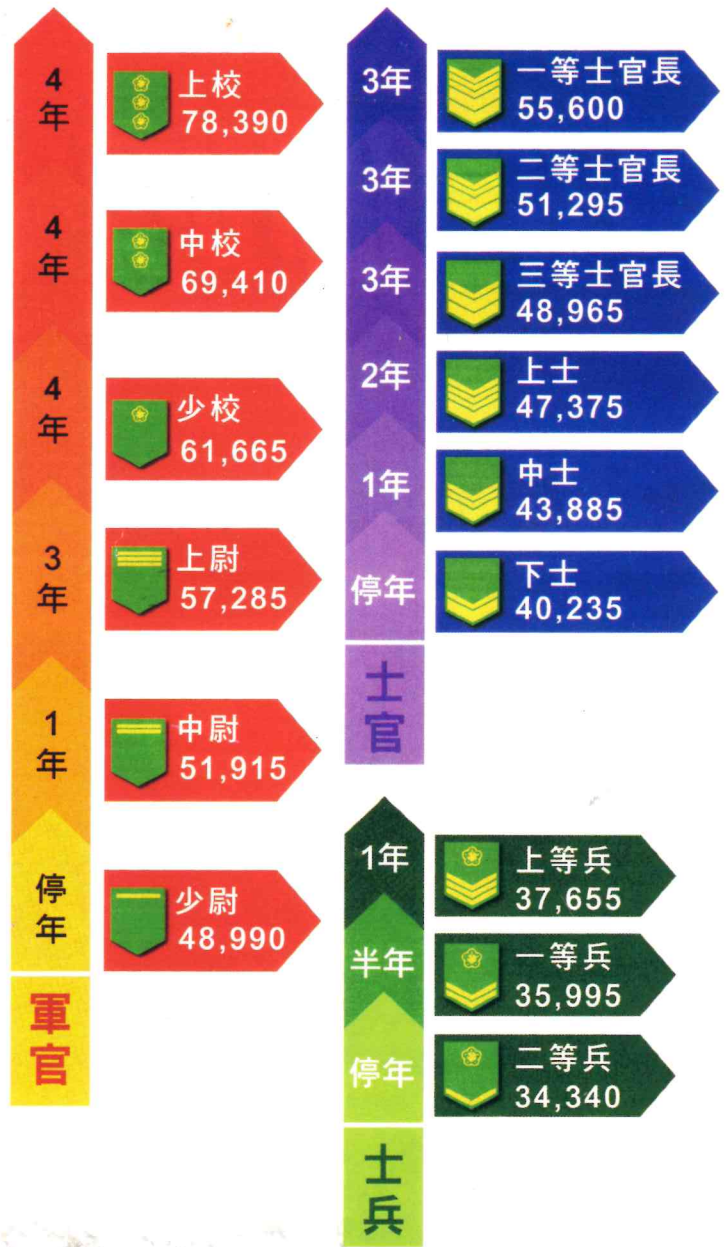 4年
上校
78,390
4年
中校
69,410
4年
少校
61,665
3年
上尉
57,285
1年
中尉
51,915
停年
少尉
48,990
軍官
3年
一等士官長
55,600
3年
二等士官長
51,295
3年
三等士官長
48,965
2年
上士
47,375
1年
中士
43,885
停年
下士
40,235
士官
1年
上等兵
37,655
半年
一等兵
35,995
停年
二等兵
34,340
士兵